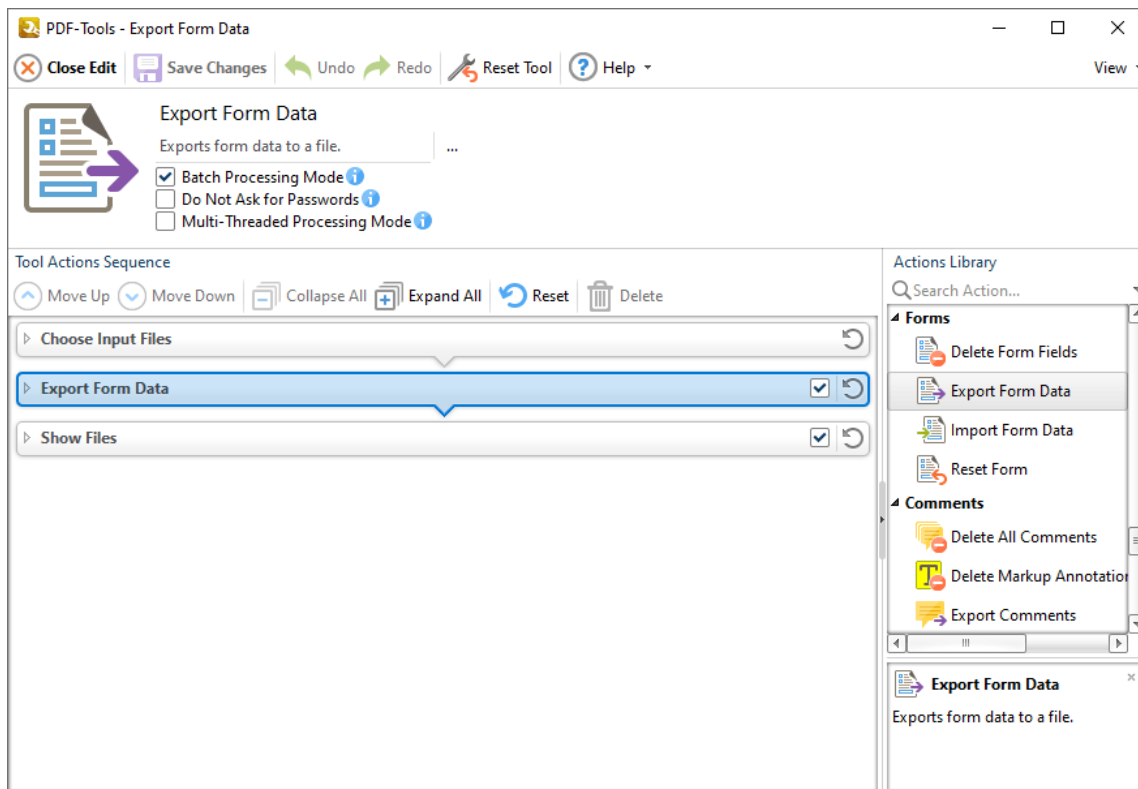 PDF-Tools - Export Form Data
Close Edit Save Changes Undo Redo Reset Tool ? Help View
Export Form Data
Exports form data to a file. ...
Batch Processing Mode i
Do Not Ask for Passwords i
Multi-Threaded Processing Mode i
Tool Actions Sequence
Move Up Move Down Collapse All Expand All Reset Delete
Choose Input Files
Export Form Data
Show Files
Actions Library
Search Action...
Forms
Delete Form Fields
Export Form Data
Import Form Data
Reset Form
Comments
Delete All Comments
T Delete Markup Annotation
Export Comments
Export Form Data
Exports form data to a file.